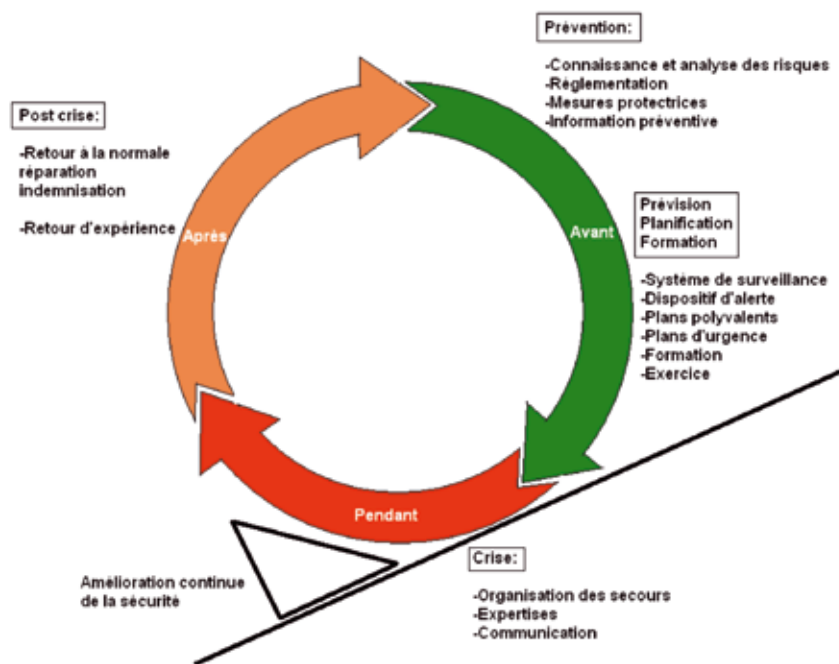 Prévention:
-Connaissance et analyse des risques
-Règlementation
-Mesures protectrices
-Information préventive
Avant
Prévision
Planification
Formation
-Système de surveillance
-Dispositif d'alerte
-Plans polyvalents
-Plans d'urgence
-Formation
-Exercice
Pendant
Crise:
-Organisation des secours
-Expertises
-Communication
Amélioration continue
de la sécurité
Après
Post crise:
-Retour à la normale
réparation
indemnisation
-Retour d'expérience